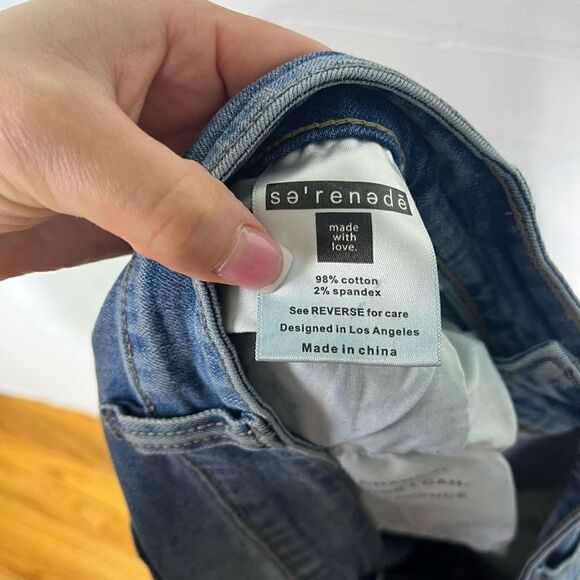 sə'renədē
made
with
love.
98% cotton
2% spandex
See REVERSE for care
Designed in Los Angeles
Made in china
CAN.